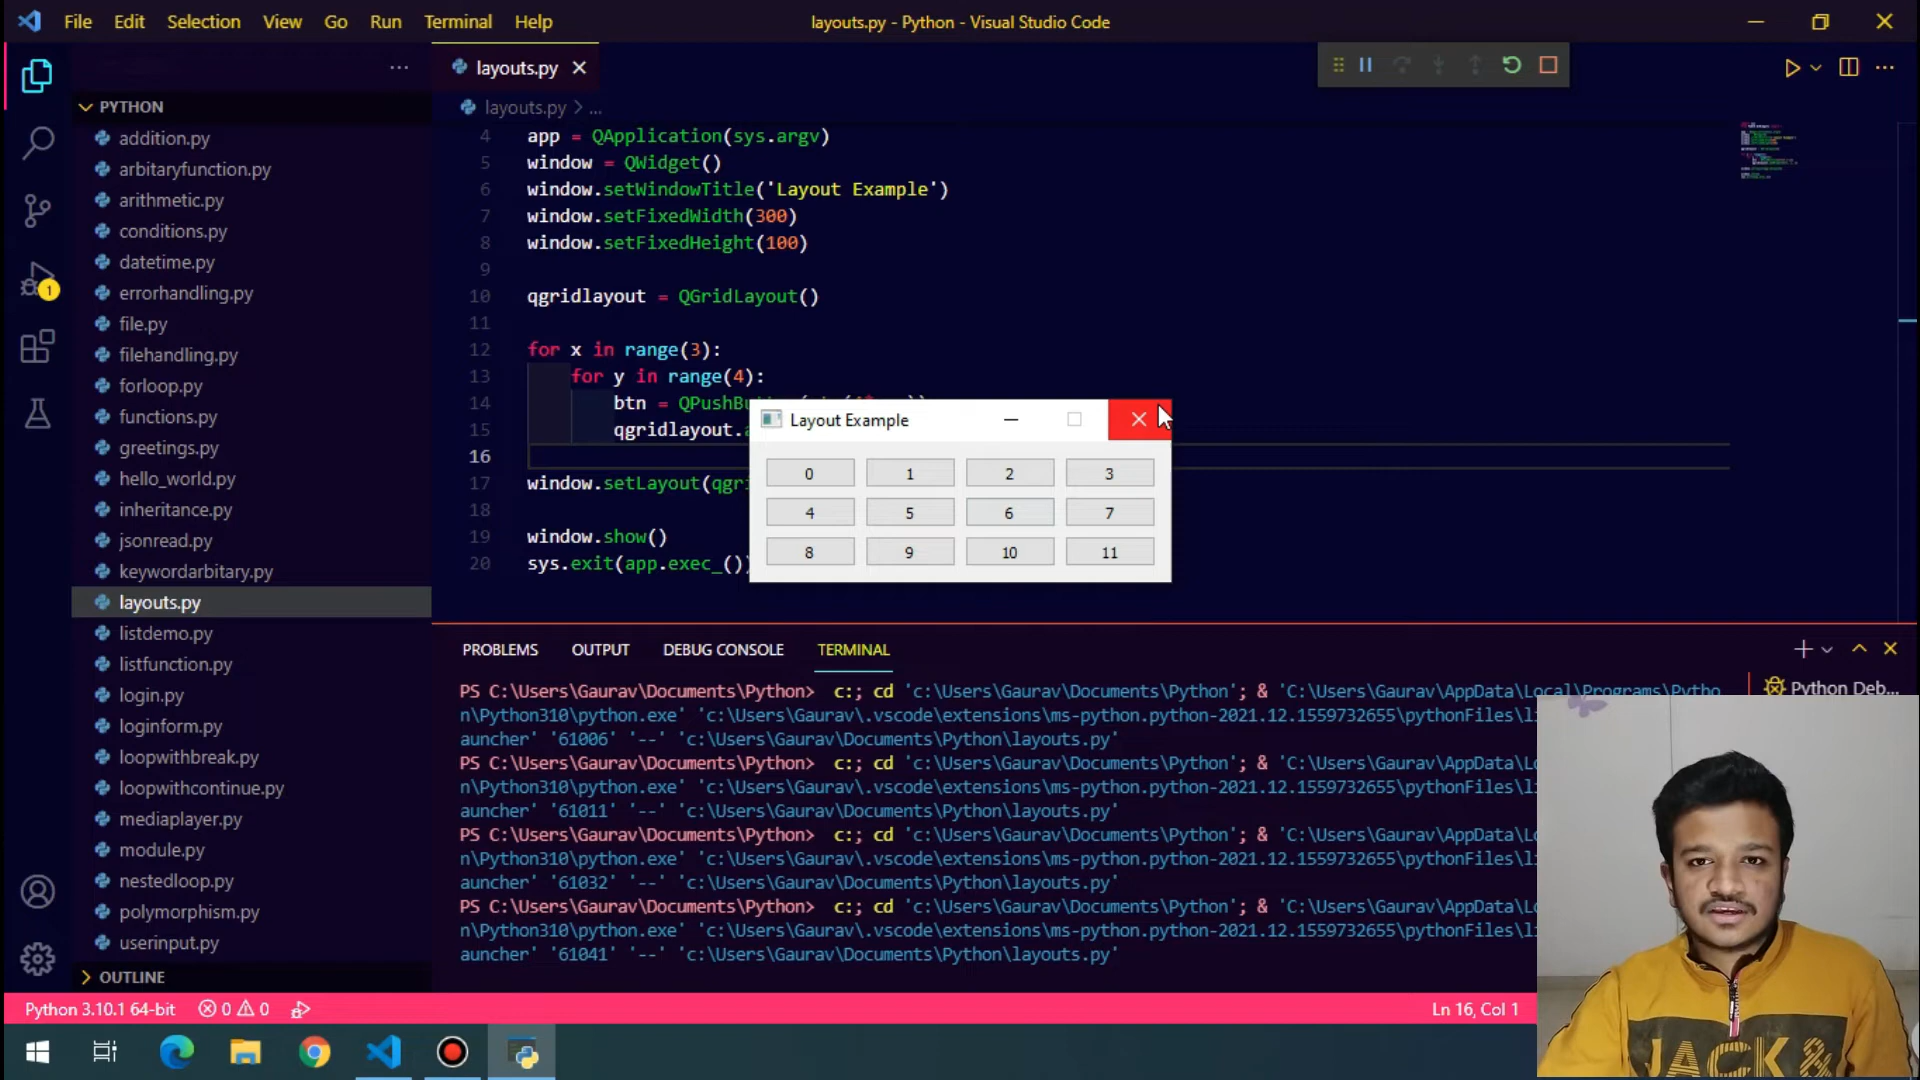 File Edit Selection View Go Run Terminal Help
layouts.py - Python - Visual Studio Code
layouts.py
PYTHON
layouts.py > ...
addition.py
arbitaryfunction.py
arithmetic.py
conditions.py
datetime.py
errorhandling.py
file.py
filehandling.py
forloop.py
functions.py
greetings.py
hello_world.py
inheritance.py
jsonread.py
keywordarbitary.py
layouts.py
listdemo.py
listfunction.py
login.py
loginform.py
loopwithbreak.py
loopwithcontinue.py
mediaplayer.py
module.py
nestedloop.py
polymorphism.py
userinput.py
OUTLINE
1
4 app = QApplication(sys.argv)
5 window = QWidget()
6 window.setWindowTitle('Layout Example')
7 window.setFixedWidth(300)
8 window.setFixedHeight(100)
9
10 qgridlayout = QGridLayout()
11
12 for x in range(3):
13 for y in range(4):
14 btn = QPushB
15 qgridlayout.
16
17 window.setLayout(qgri
18
19 window.show()
20 sys.exit(app.exec_()
Layout Example
0 1 2 3
4 5 6 7
8 9 10 11
PROBLEMS OUTPUT DEBUG CONSOLE TERMINAL
Python Deb...
PS C:\Users\Gaurav\Documents\Python> c:; cd 'c:\Users\Gaurav\Documents\Python'; & 'C:\Users\Gaurav\AppData\Local\Programs\Pytho
n\Python310\python.exe' 'c:\Users\Gaurav\.vscode\extensions\ms-python.python-2021.12.1559732655\pythonFiles\l
auncher' '61006' '--' 'c:\Users\Gaurav\Documents\Python\layouts.py'
PS C:\Users\Gaurav\Documents\Python> c:; cd 'c:\Users\Gaurav\Documents\Python'; & 'C:\Users\Gaurav\AppData\Lo
n\Python310\python.exe' 'c:\Users\Gaurav\.vscode\extensions\ms-python.python-2021.12.1559732655\pythonFiles\l
auncher' '61011' '--' 'c:\Users\Gaurav\Documents\Python\layouts.py'
PS C:\Users\Gaurav\Documents\Python> c:; cd 'c:\Users\Gaurav\Documents\Python'; & 'C:\Users\Gaurav\AppData\Lo
n\Python310\python.exe' 'c:\Users\Gaurav\.vscode\extensions\ms-python.python-2021.12.1559732655\pythonFiles\l
auncher' '61032' '--' 'c:\Users\Gaurav\Documents\Python\layouts.py'
PS C:\Users\Gaurav\Documents\Python> c:; cd 'c:\Users\Gaurav\Documents\Python'; & 'C:\Users\Gaurav\AppData\Lo
n\Python310\python.exe' 'c:\Users\Gaurav\.vscode\extensions\ms-python.python-2021.12.1559732655\pythonFiles\l
auncher' '61041' '--' 'c:\Users\Gaurav\Documents\Python\layouts.py'
Python 3.10.1 64-bit 0 0
Ln 16, Col 1
JACK &